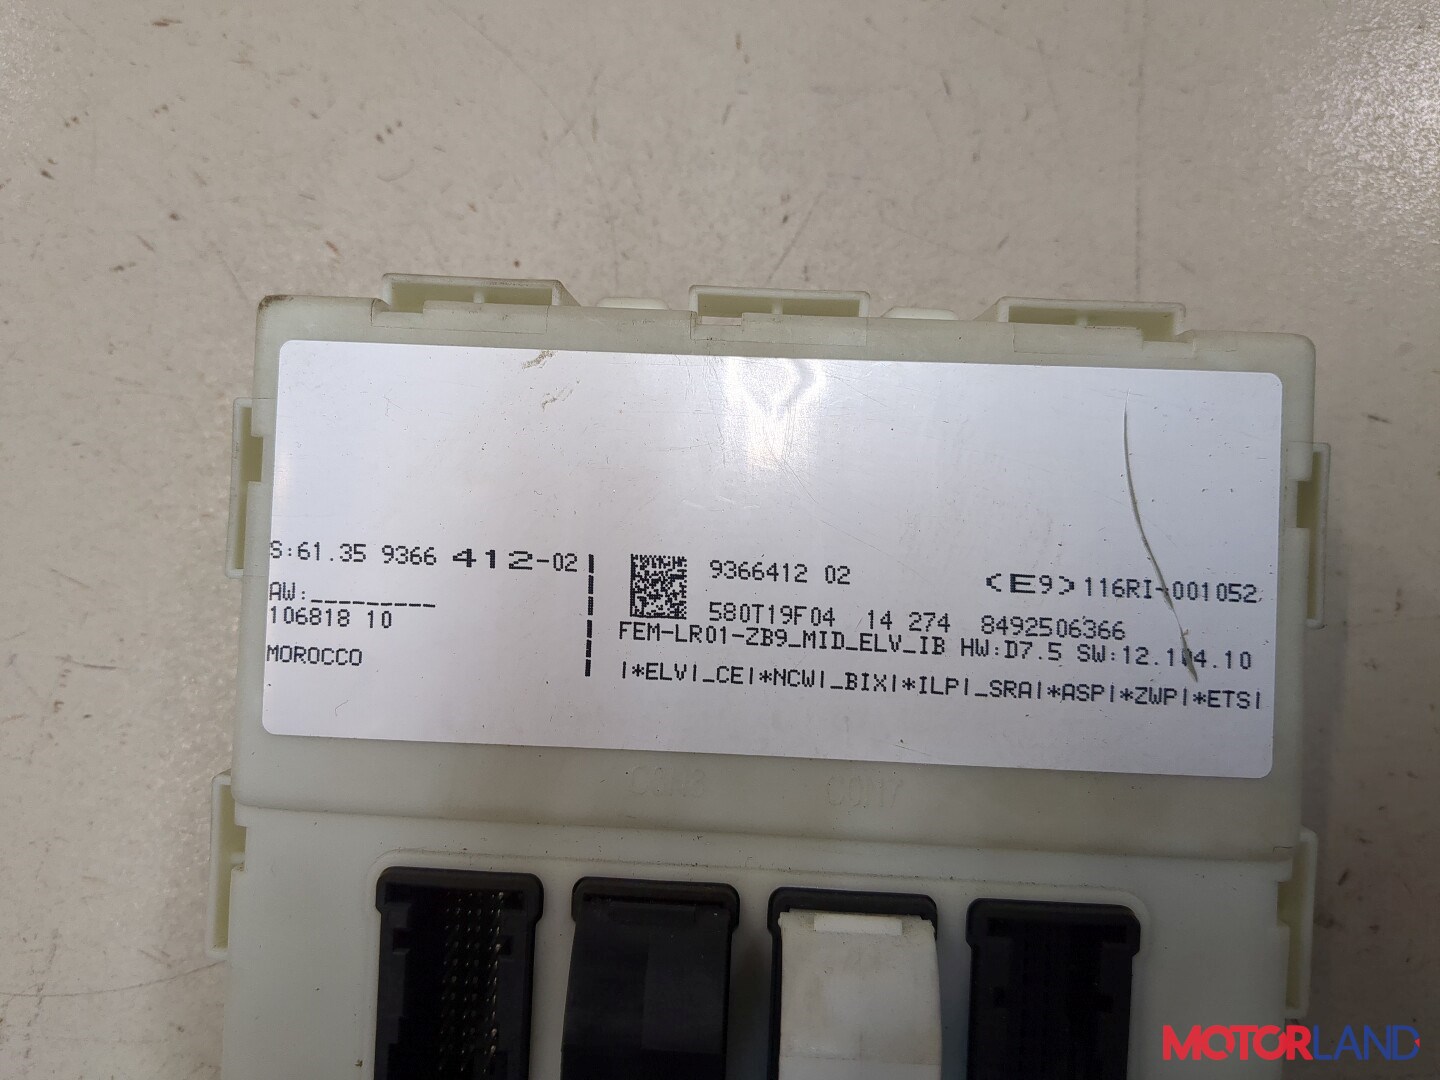 S:61.35 9366 412-02
AW:_________
106818 10
MOROCCO
9366412 02
<E9> 116RI-001052
580T19F04 14 274 8492506366
FEM-LR01-ZB9_MID_ELV_IB HW:D7.5 SW:12.104.10
|*ELV|_CE|*NCW|_BIX|*ILP|_SRA|*ASP|*ZWP|*ETS|
MOTORLAND